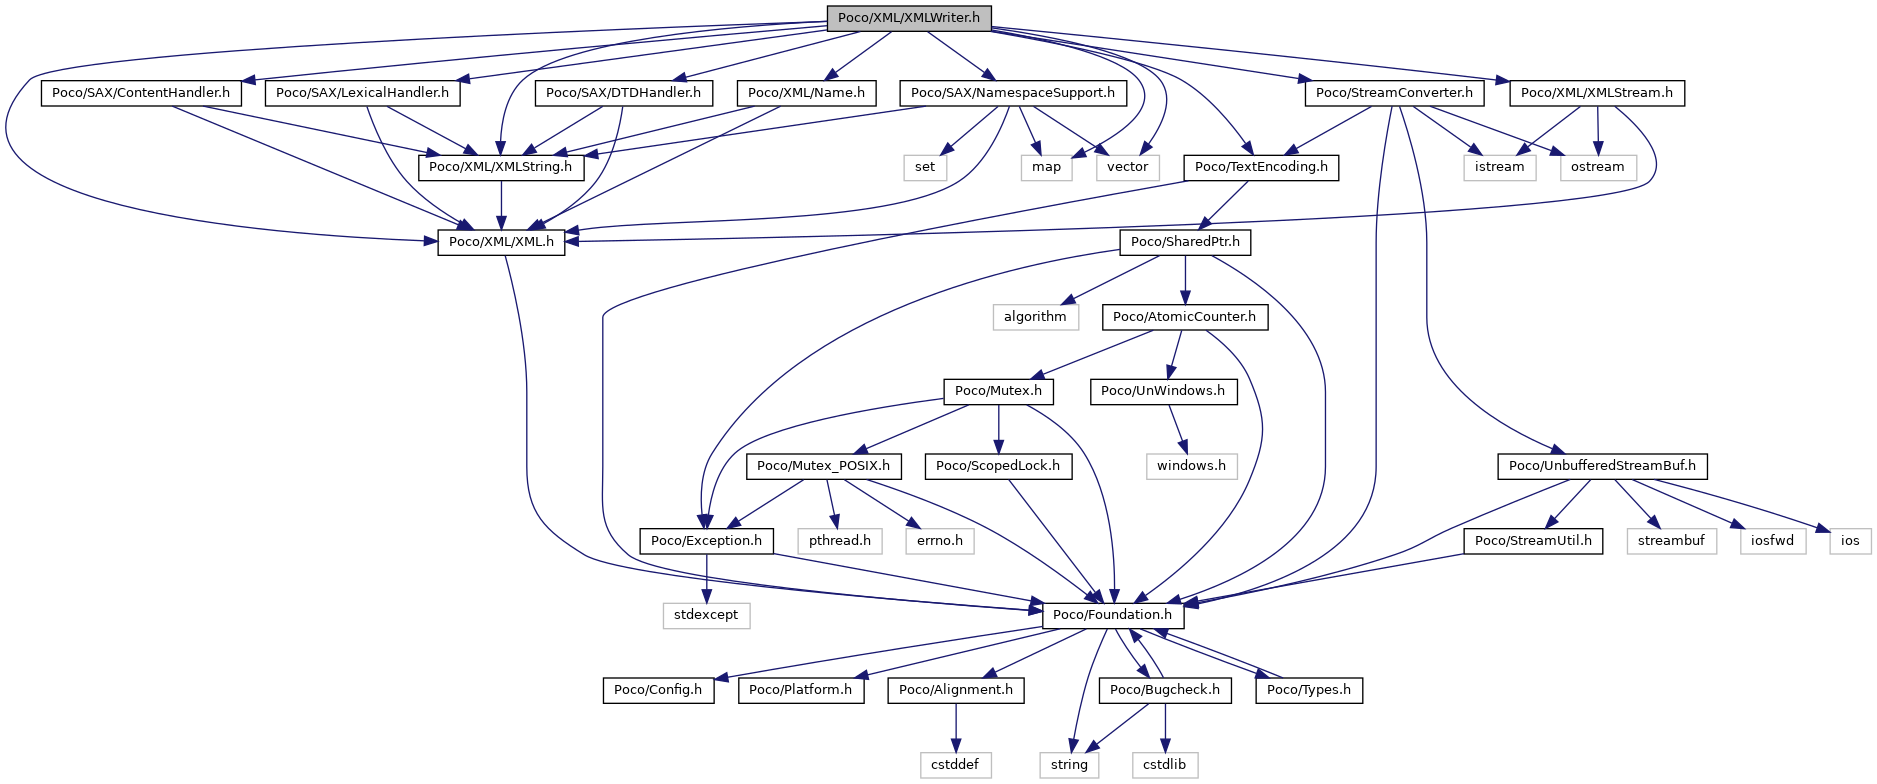 Poco/XML/XMLWriter.h
Poco/SAX/ContentHandler.h
Poco/SAX/LexicalHandler.h
Poco/SAX/DTDHandler.h
Poco/XML/Name.h
Poco/SAX/NamespaceSupport.h
Poco/StreamConverter.h
Poco/XML/XMLStream.h
Poco/XML/XMLString.h
set
map
vector
Poco/TextEncoding.h
istream
ostream
Poco/XML/XML.h
Poco/SharedPtr.h
algorithm
Poco/AtomicCounter.h
Poco/Mutex.h
Poco/UnWindows.h
Poco/Mutex_POSIX.h
Poco/ScopedLock.h
windows.h
Poco/UnbufferedStreamBuf.h
Poco/Exception.h
pthread.h
errno.h
Poco/StreamUtil.h
streambuf
iosfwd
ios
stdexcept
Poco/Foundation.h
Poco/Config.h
Poco/Platform.h
Poco/Alignment.h
Poco/Bugcheck.h
Poco/Types.h
cstddef
string
cstdlib